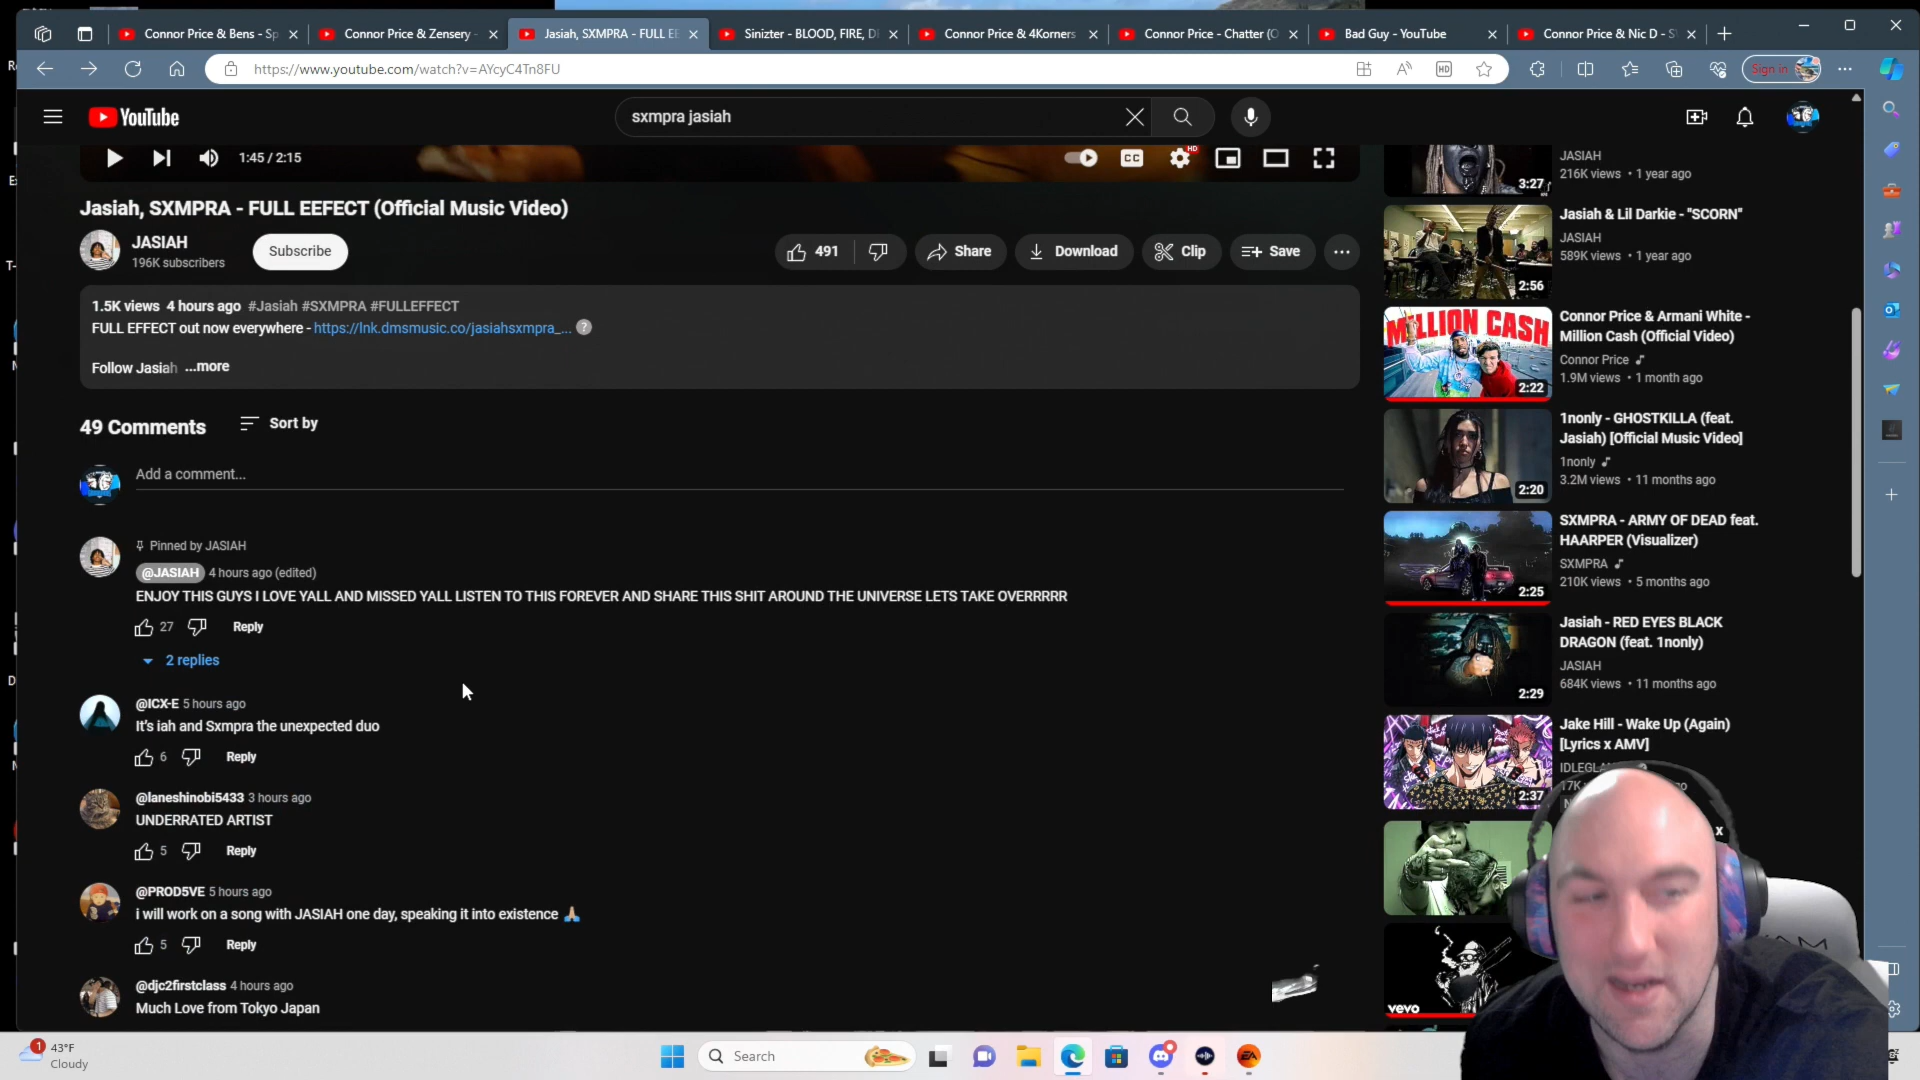 Connor Price & Bens - Sp
Connor Price & Zensery -
Jasiah, SXMPRA - FULL EE
Sinizter - BLOOD, FIRE, D
Connor Price & 4Korners
Connor Price - Chatter (O
Bad Guy - YouTube
Connor Price & Nic D - S
https://www.youtube.com/watch?v=AYcyC4Tn8FU
HD
Sign in
YouTube
sxmpra jasiah
1:45 / 2:15
CC
HD
Jasiah, SXMPRA - FULL EEFECT (Official Music Video)
JASIAH
196K subscribers
Subscribe
491
Share
Download
Clip
Save
1.5K views 4 hours ago #Jasiah #SXMPRA #FULLEFFECT
FULL EFFECT out now everywhere - https://lnk.dmsmusic.co/jasiahsxmpra_...
Follow Jasiah ...more
49 Comments
Sort by
Add a comment...
Pinned by JASIAH
@JASIAH 4 hours ago (edited)
ENJOY THIS GUYS I LOVE YALL AND MISSED YALL LISTEN TO THIS FOREVER AND SHARE THIS SHIT AROUND THE UNIVERSE LETS TAKE OVERRRRR
27 Reply
2 replies
@ICX-E 5 hours ago
It's iah and Sxmpra the unexpected duo
6 Reply
@laneshinobi5433 3 hours ago
UNDERRATED ARTIST
5 Reply
@PROD5VE 5 hours ago
i will work on a song with JASIAH one day, speaking it into existence 🙏🏼
5 Reply
@djc2firstclass 4 hours ago
Much Love from Tokyo Japan
3:27
JASIAH
216K views • 1 year ago
2:56
Jasiah & Lil Darkie - "SCORN"
JASIAH
589K views • 1 year ago
MILLION CASH
2:22
Connor Price & Armani White -
Million Cash (Official Video)
Connor Price
1.9M views • 1 month ago
2:20
1nonly - GHOSTKILLA (feat.
Jasiah) [Official Music Video]
1nonly
3.2M views • 11 months ago
2:25
SXMPRA - ARMY OF DEAD feat.
HAARPER (Visualizer)
SXMPRA
210K views • 5 months ago
2:29
Jasiah - RED EYES BLACK
DRAGON (feat. 1nonly)
JASIAH
684K views • 11 months ago
2:37
Jake Hill - Wake Up (Again)
[Lyrics x AMV]
IDLEGL
17K
x
vevo
1
43°F
Cloudy
Search
EA